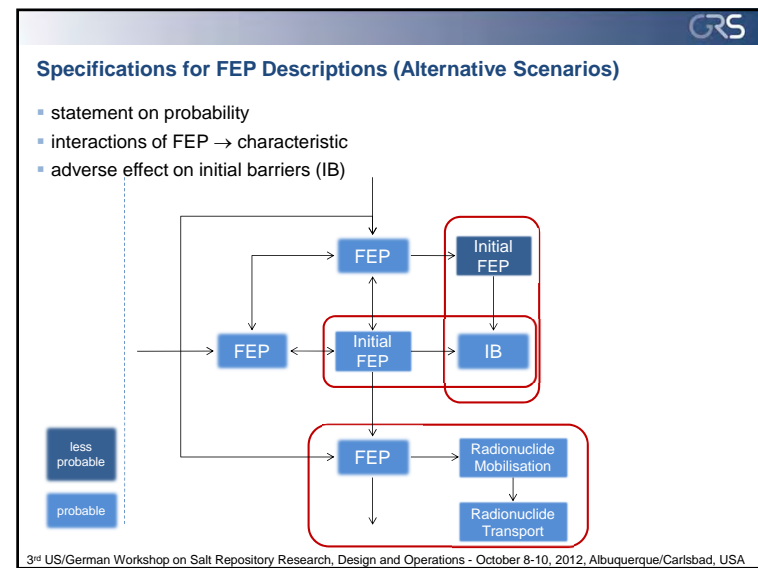 GRS
Specifications for FEP Descriptions (Alternative Scenarios)
▪ statement on probability
▪ interactions of FEP → characteristic
▪ adverse effect on initial barriers (IB)
FEP
Initial
FEP
FEP
Initial
FEP
IB
less
probable
FEP
Radionuclide
Mobilisation
probable
Radionuclide
Transport
3rd US/German Workshop on Salt Repository Research, Design and Operations - October 8-10, 2012, Albuquerque/Carlsbad, USA